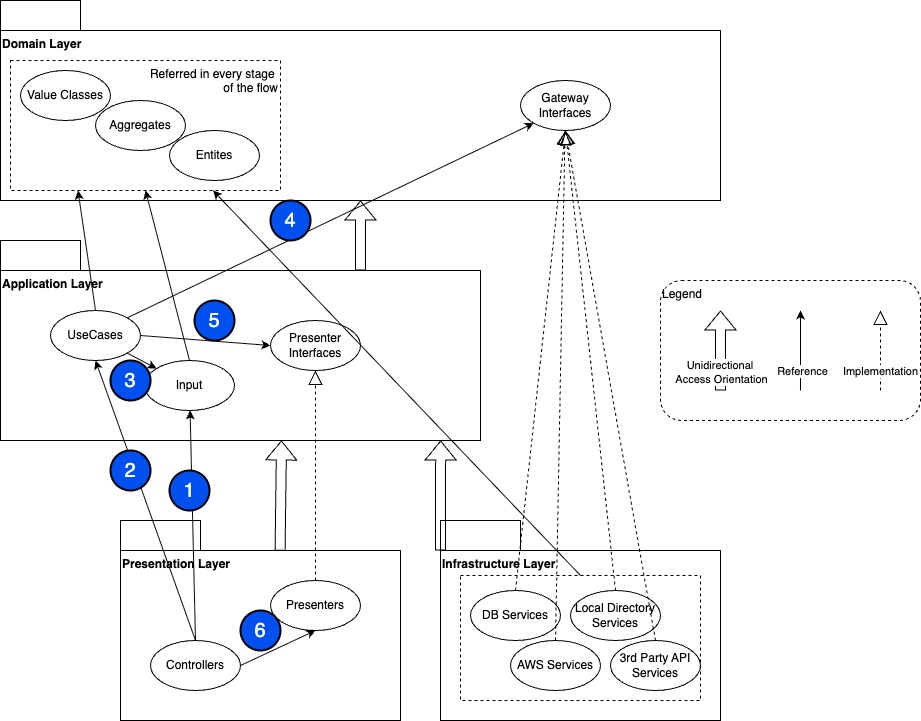 Domain Layer
Referred in every stage
of the flow
Value Classes
Aggregates
Entites
Gateway
Interfaces
4
Application Layer
UseCases
5
Presenter
Interfaces
3
Input
Legend
Unidirectional
Access Orientation
Reference
Implementation
2
1
Presentation Layer
Presenters
6
Controllers
Infrastructure Layer
DB Services
Local Directory
Services
AWS Services
3rd Party API
Services